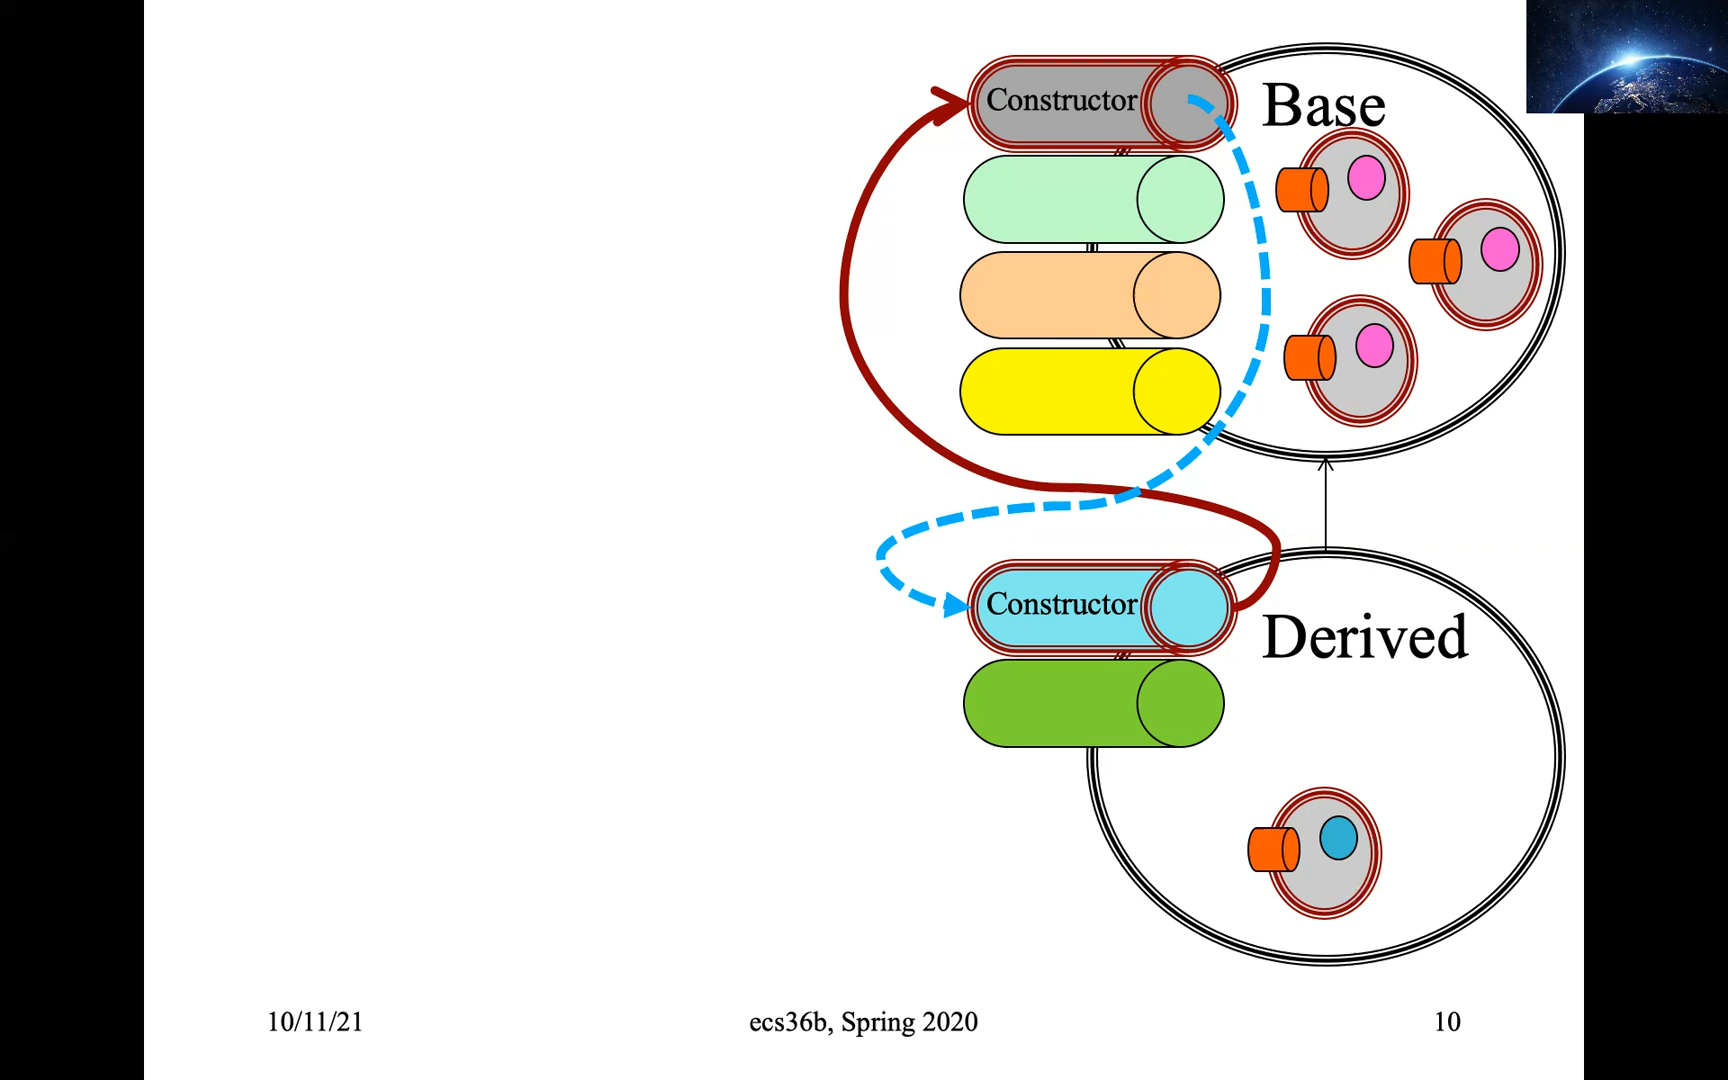 Constructor
Base
Constructor
Derived
10/11/21
ecs36b, Spring 2020
10